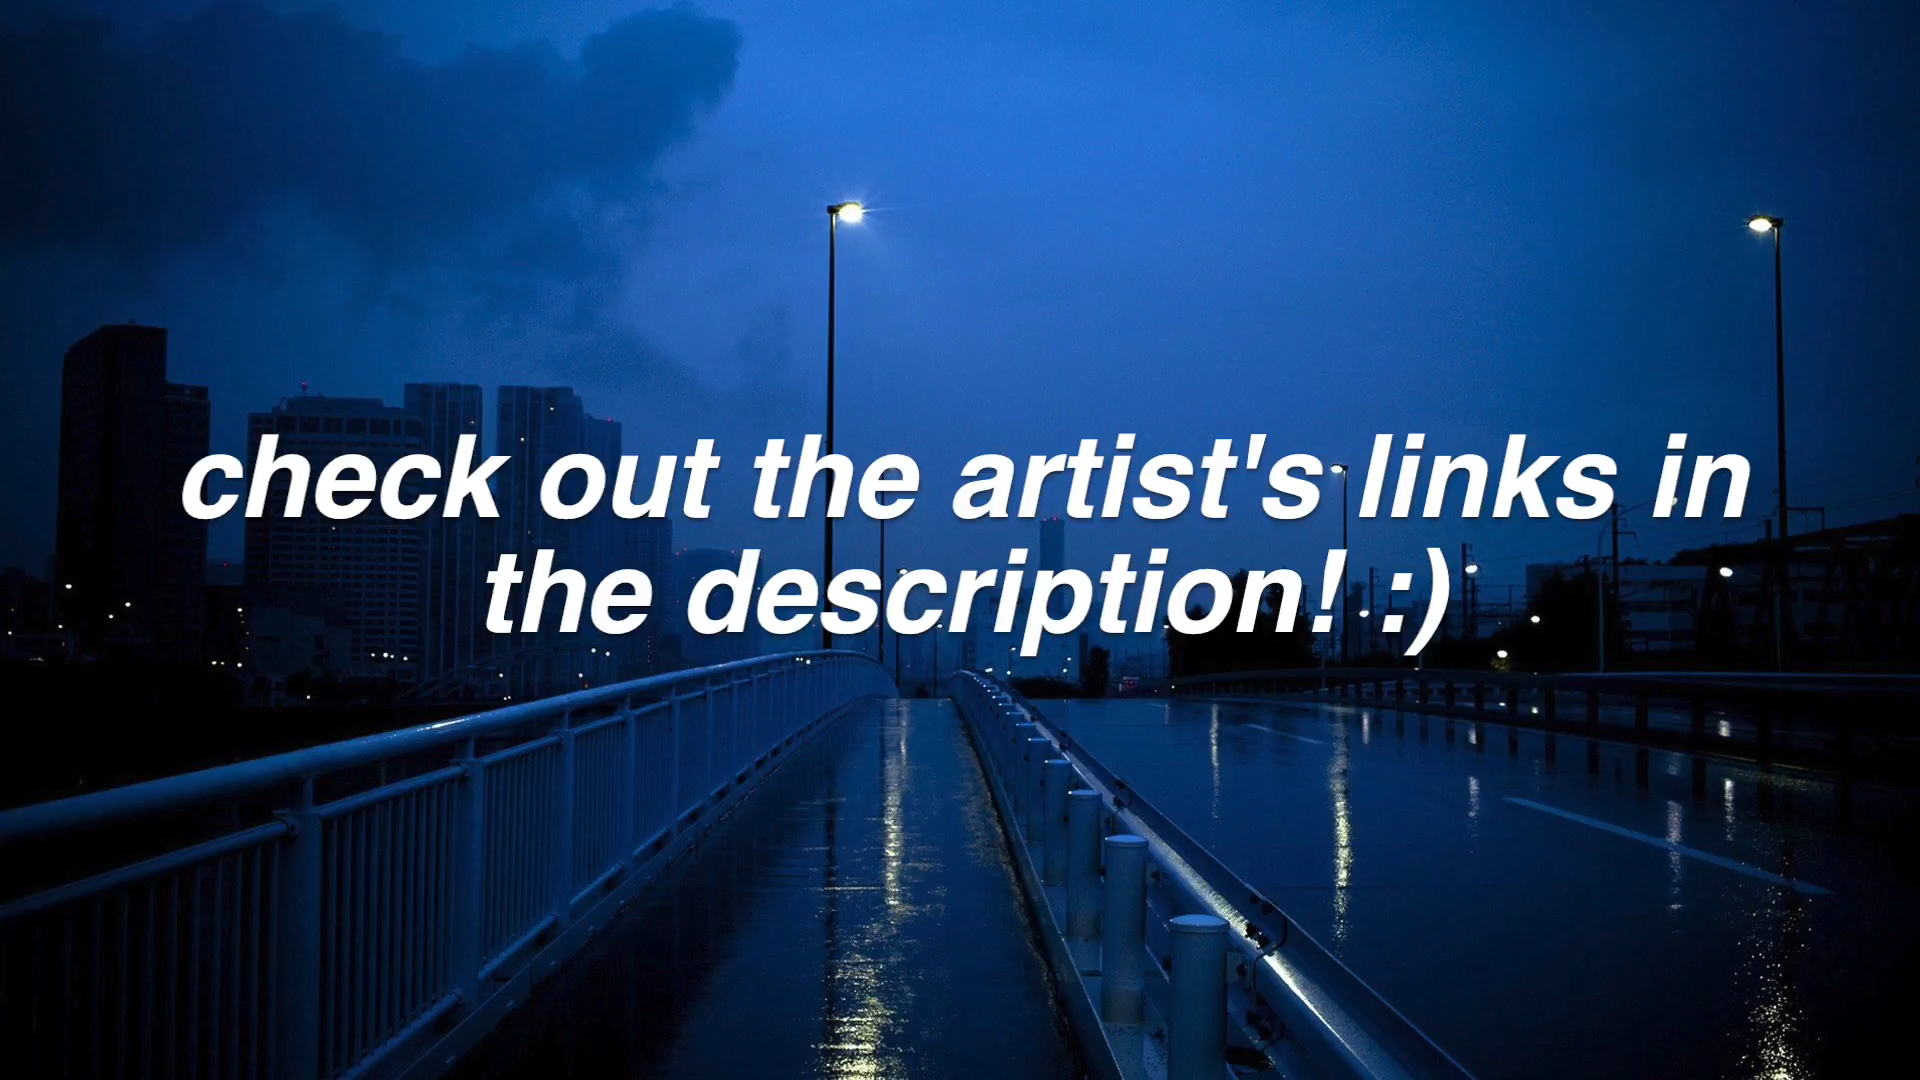 check out the artist's links in
the description! :)